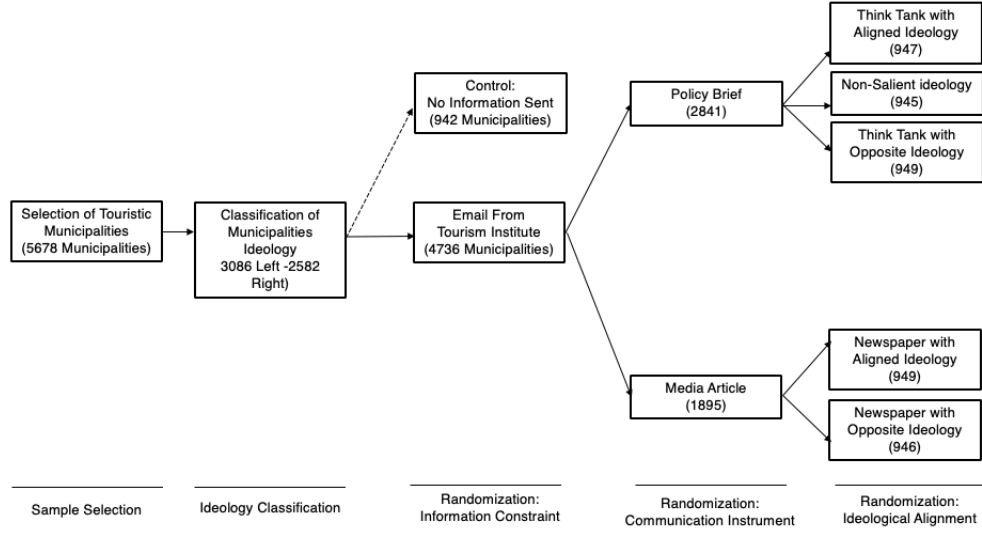 Selection of Touristic
Municipalities
(5678 Municipalities)
Classification of
Municipalities
Ideology
3086 Left -2582
Right)
Control:
No Information Sent
(942 Municipalities)
Email From
Tourism Institute
(4736 Municipalities)
Policy Brief
(2841)
Media Article
(1895)
Think Tank with
Aligned Ideology
(947)
Non-Salient ideology
(945)
Think Tank with
Opposite Ideology
(949)
Newspaper with
Aligned Ideology
(949)
Newspaper with
Opposite Ideology
(946)
Sample Selection
Ideology Classification
Randomization:
Information Constraint
Randomization:
Communication Instrument
Randomization:
Ideological Alignment